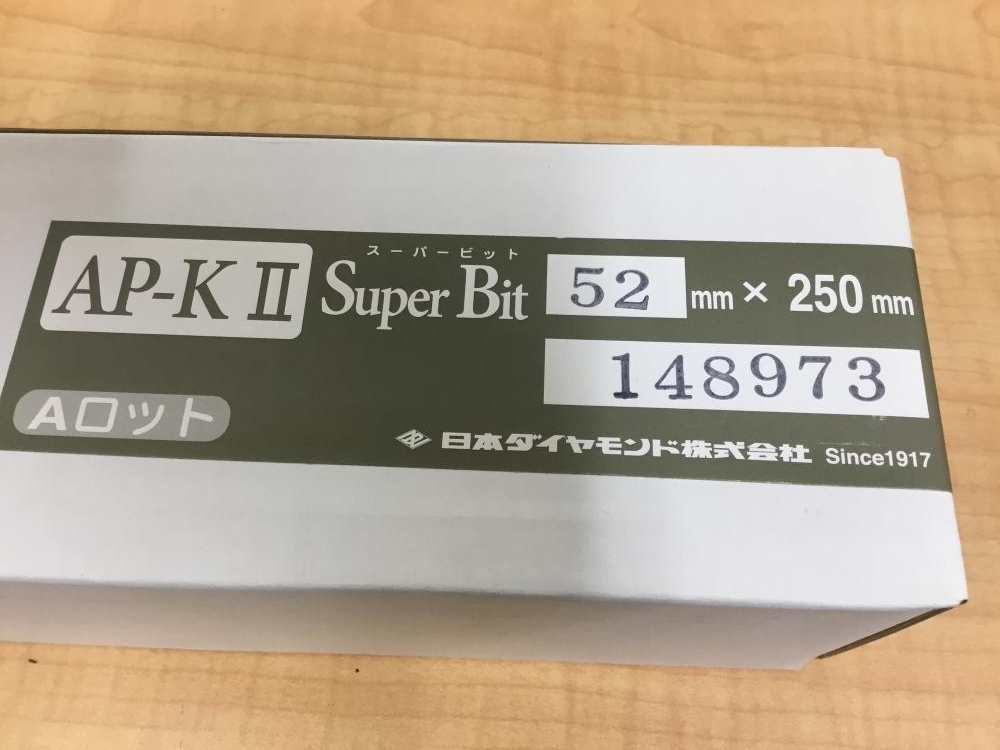 AP-K II
スーパービット
Super Bit
52 mm × 250 mm
148973
Aロット
日本ダイヤモンド株式会社 Since1917